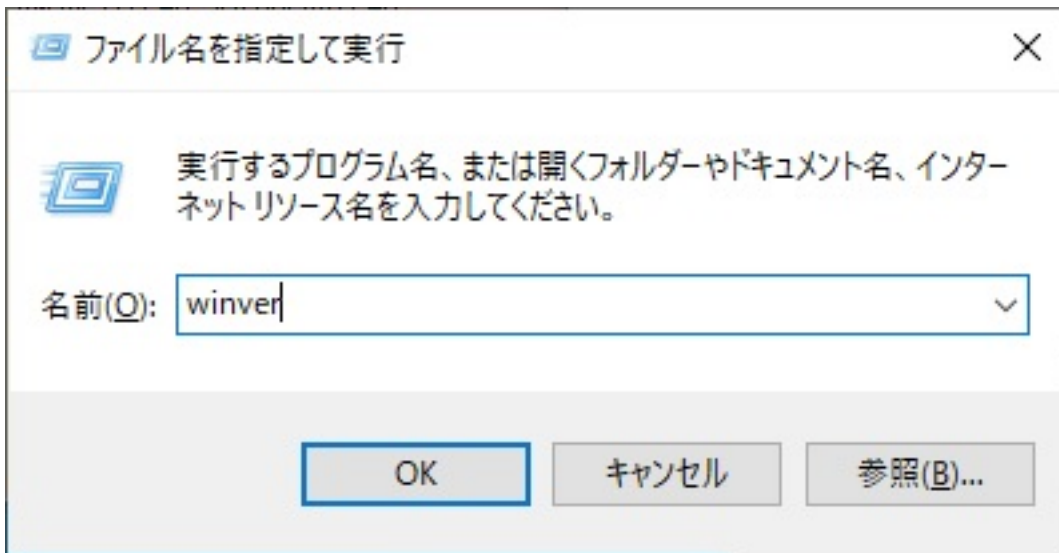 ファイル名を指定して実行
実行するプログラム名、または開くフォルダーやドキュメント名、インター
ネット リソース名を入力してください。
名前(O): winver
OK キャンセル 参照(B)...